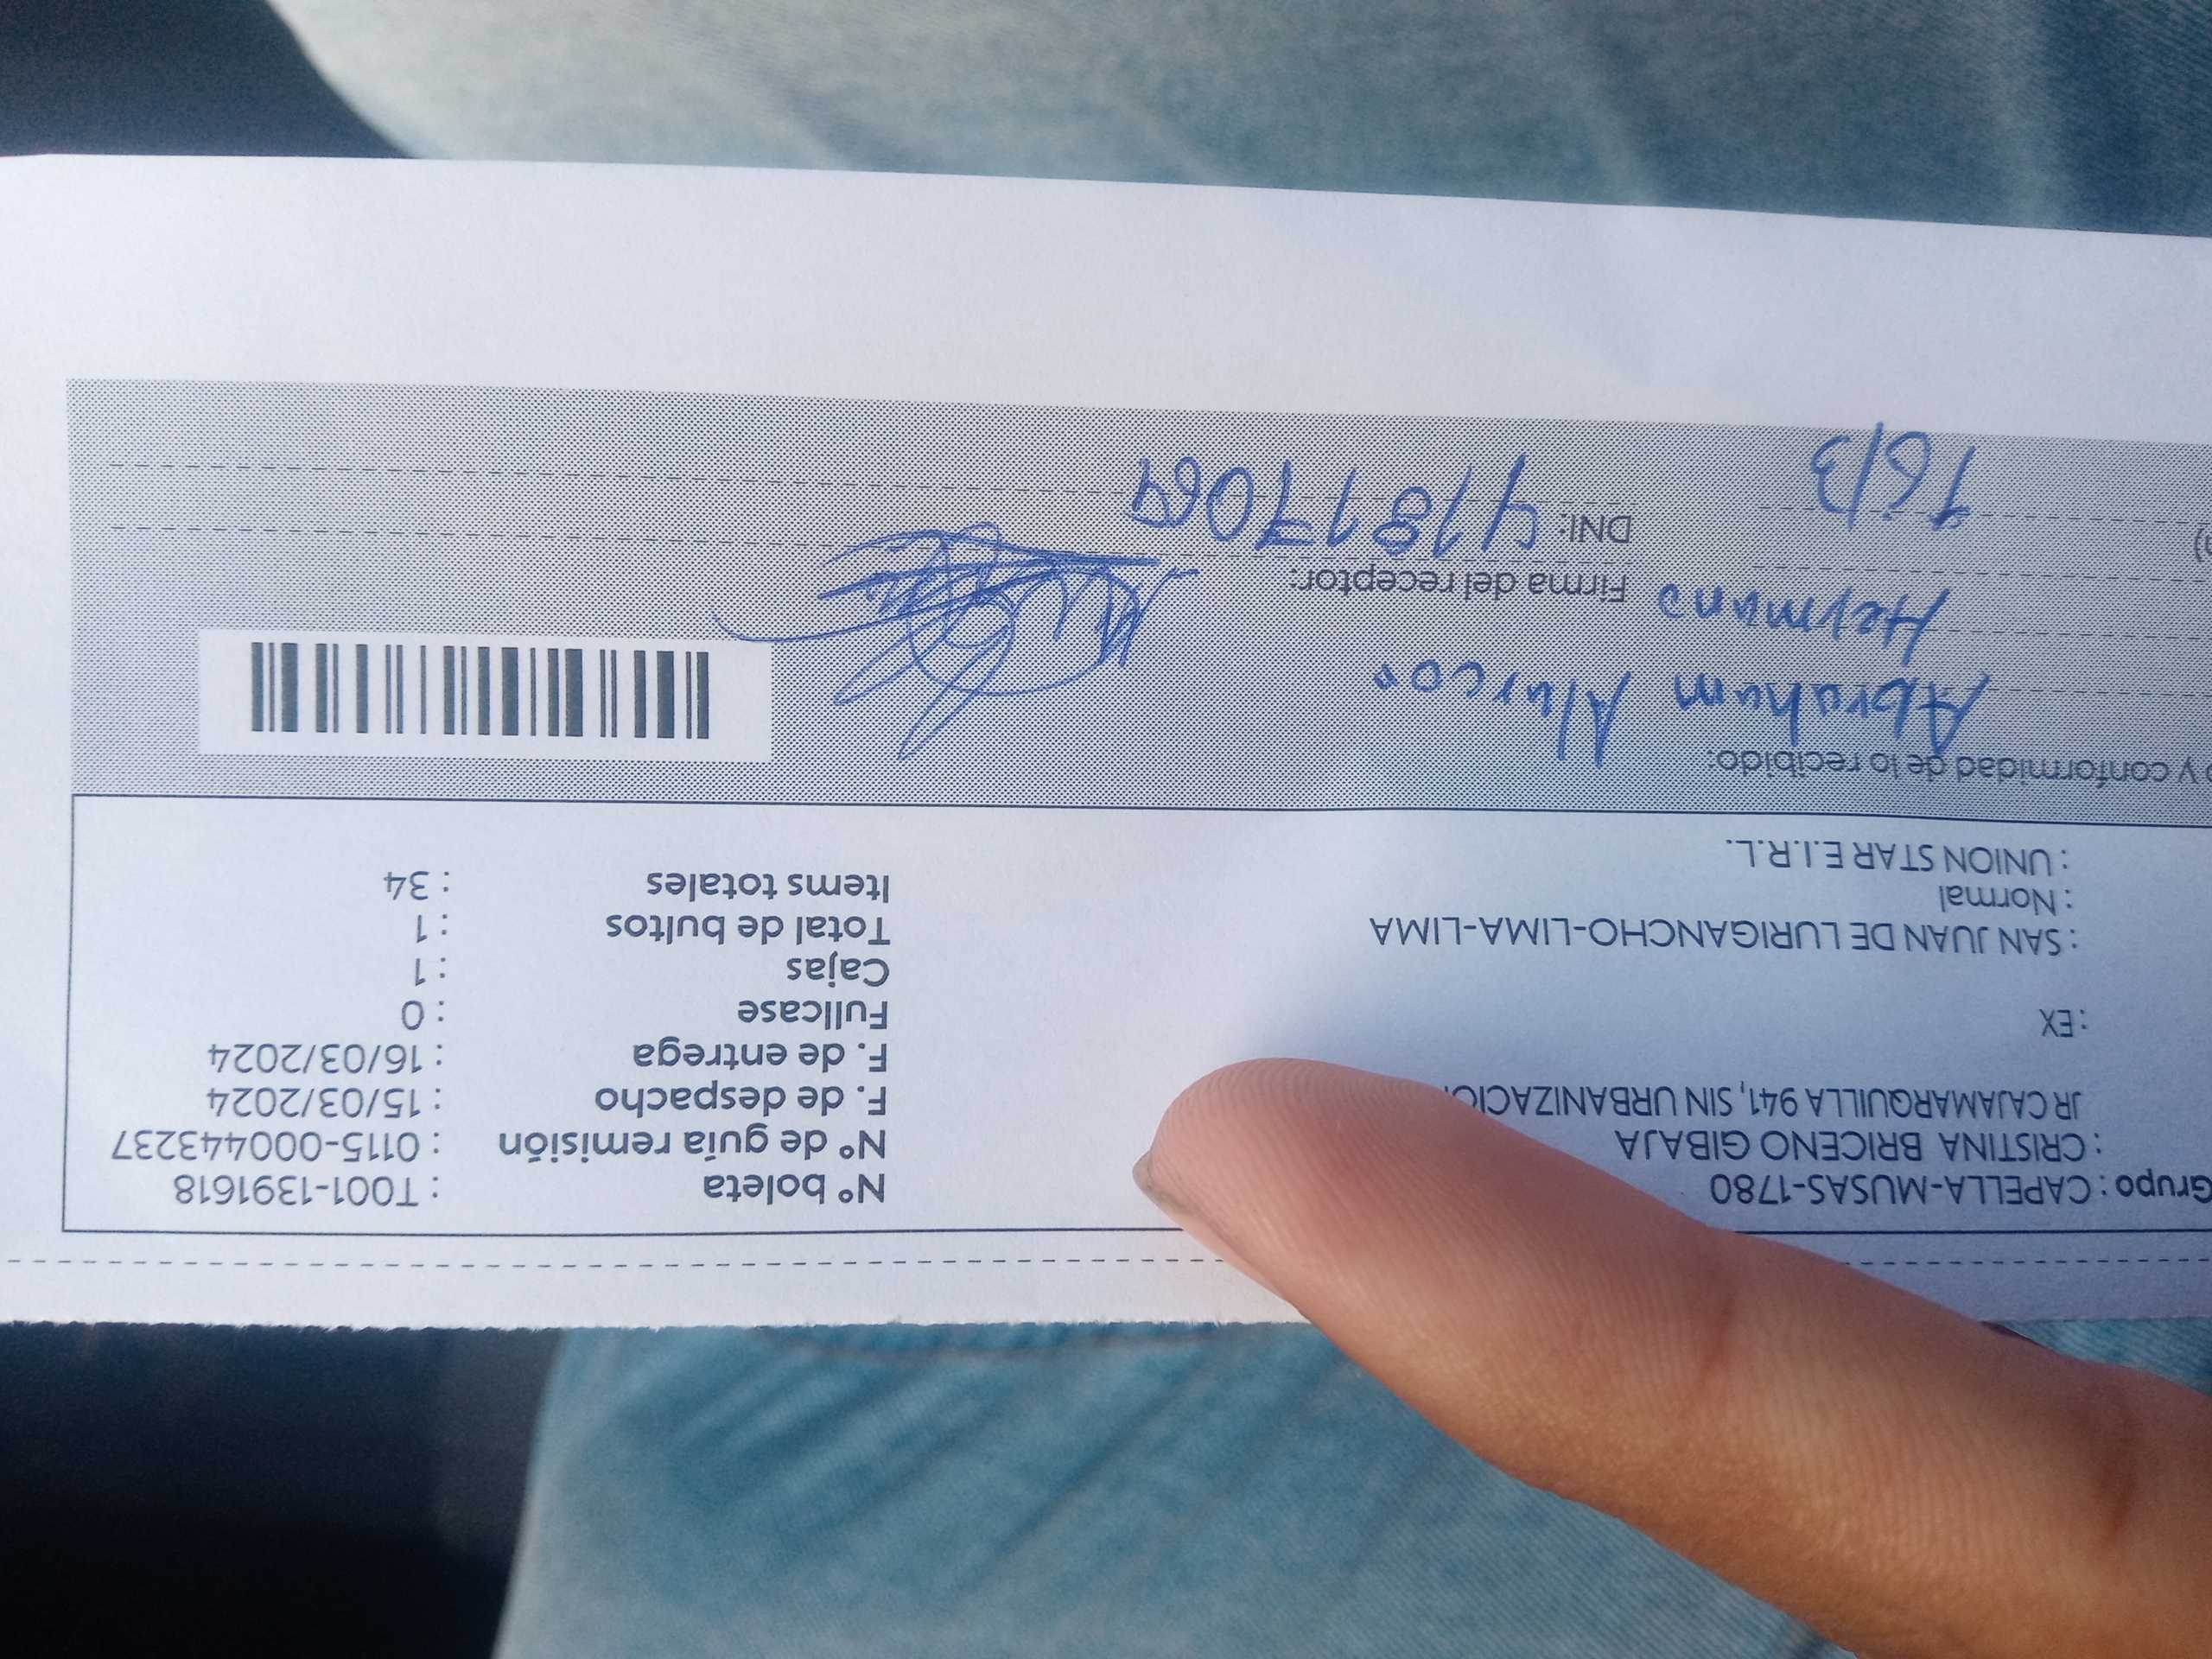 Grupo : CAPELLA-MUSAS-1780
: CRISTINA BRICENO GIBAJA
JR CAJAMARQUILLA 941, SIN URBANIZACIO
: EX
: SAN JUAN DE LURIGANCHO-LIMA-LIMA
: Normal
: UNION STAR E.I.R.L.
N° boleta : T001-1391618
N° de guía remisión : 0115-000443237
F. de despacho : 15/03/2024
F. de entrega : 16/03/2024
Fullcase : 0
Cajas : 1
Total de bultos : 1
Items totales : 34
y conformidad de lo recibido:
Abraham Alarcon
Hermano
16/3
Firma del receptor:
DNI: